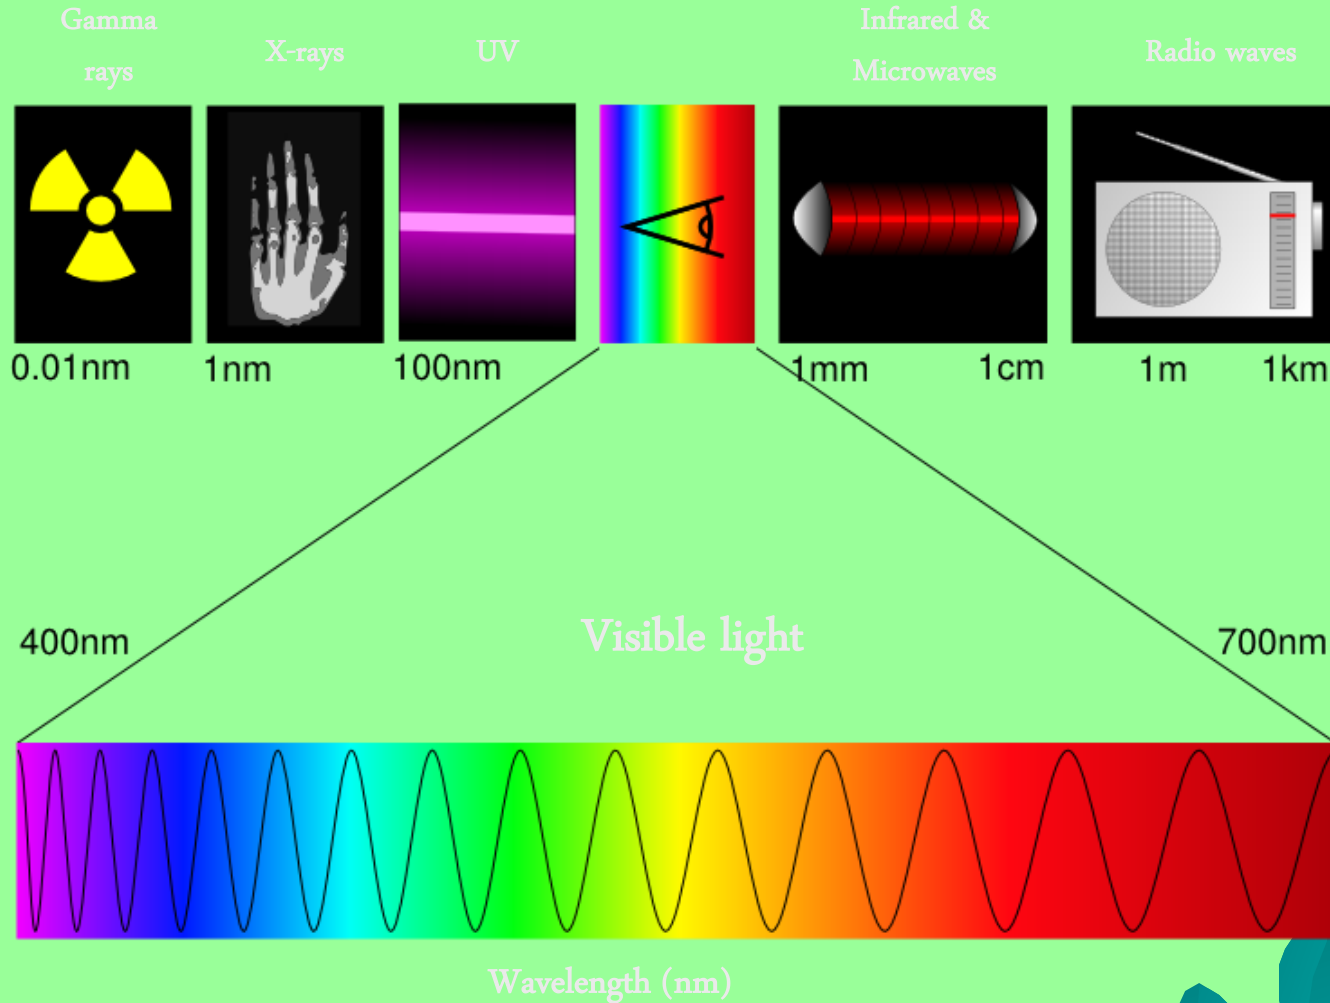 Gamma
rays
X-rays
UV
Infrared &
Microwaves
Radio waves
0.01nm
1nm
100nm
1mm
1cm
1m
1km
400nm
Visible light
700nm
Wavelength (nm)